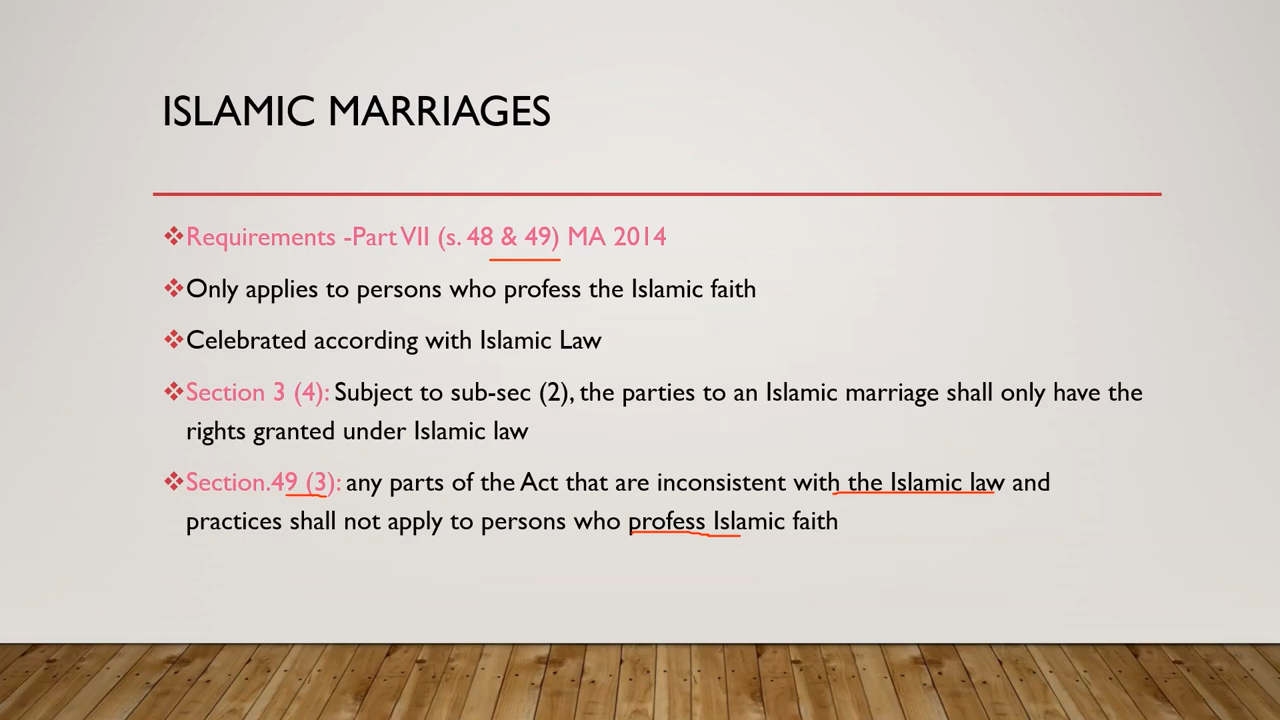 ISLAMIC MARRIAGES
❖Requirements -Part VII (s. 48 & 49) MA 2014
❖Only applies to persons who profess the Islamic faith
❖Celebrated according with Islamic Law
❖Section 3 (4): Subject to sub-sec (2), the parties to an Islamic marriage shall only have the
rights granted under Islamic law
❖Section.49 (3): any parts of the Act that are inconsistent with the Islamic law and
practices shall not apply to persons who profess Islamic faith